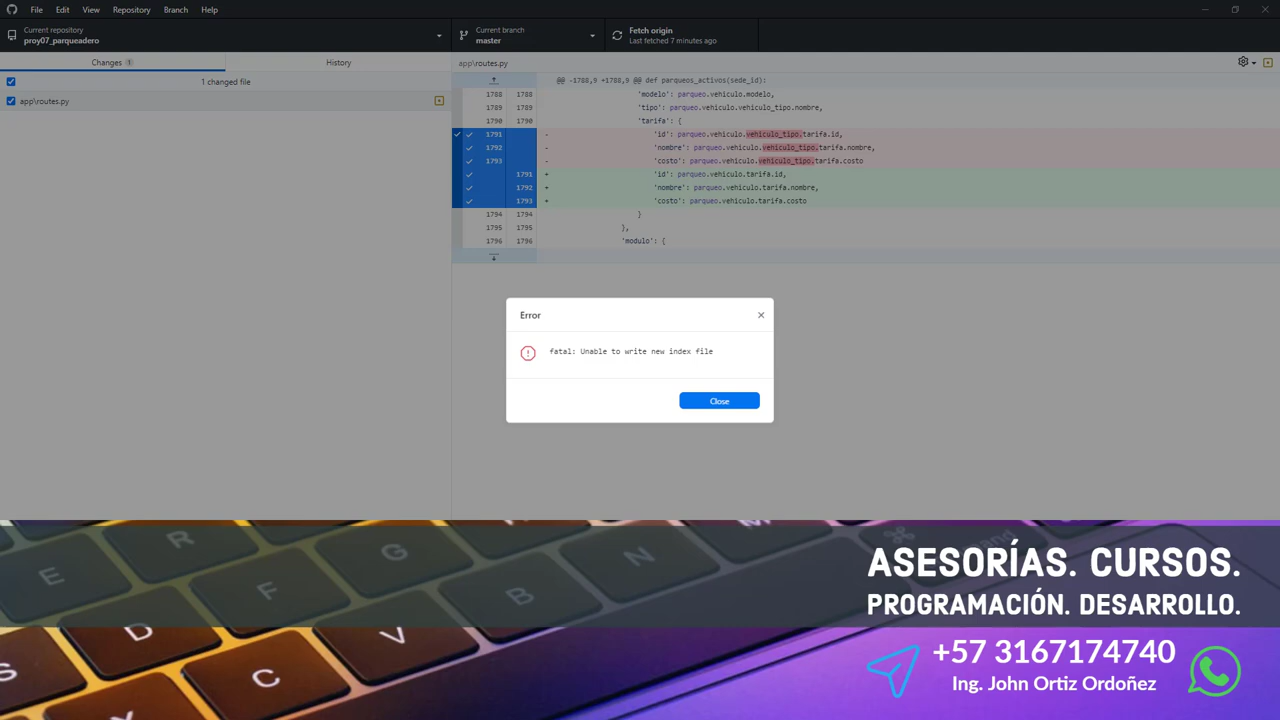 File Edit View Repository Branch Help
Current repository
proy07_parqueadero
Current branch
master
Fetch origin
Last fetched 7 minutes ago
Changes 1
History
app\routes.py
1 changed file
app\routes.py
@@ -1788,9 +1788,9 @@ def parqueos_activos(sede_id):
1788 1788 'modelo': parqueo.vehiculo.modelo,
1789 1789 'tipo': parqueo.vehiculo.vehiculo_tipo.nombre,
1790 1790 'tarifa': {
1791 - 'id': parqueo.vehiculo.vehiculo_tipo.tarifa.id,
1792 - 'nombre': parqueo.vehiculo.vehiculo_tipo.tarifa.nombre,
1793 - 'costo': parqueo.vehiculo.vehiculo_tipo.tarifa.costo
1791 + 'id': parqueo.vehiculo.tarifa.id,
1792 + 'nombre': parqueo.vehiculo.tarifa.nombre,
1793 + 'costo': parqueo.vehiculo.tarifa.costo
1794 1794 }
1795 1795 },
1796 1796 'modulo': {
Error
fatal: Unable to write new index file
Close
E R F G B N M D C V S X
ASESORÍAS. CURSOS.
PROGRAMACIÓN. DESARROLLO.
+57 3167174740
Ing. John Ortiz Ordoñez